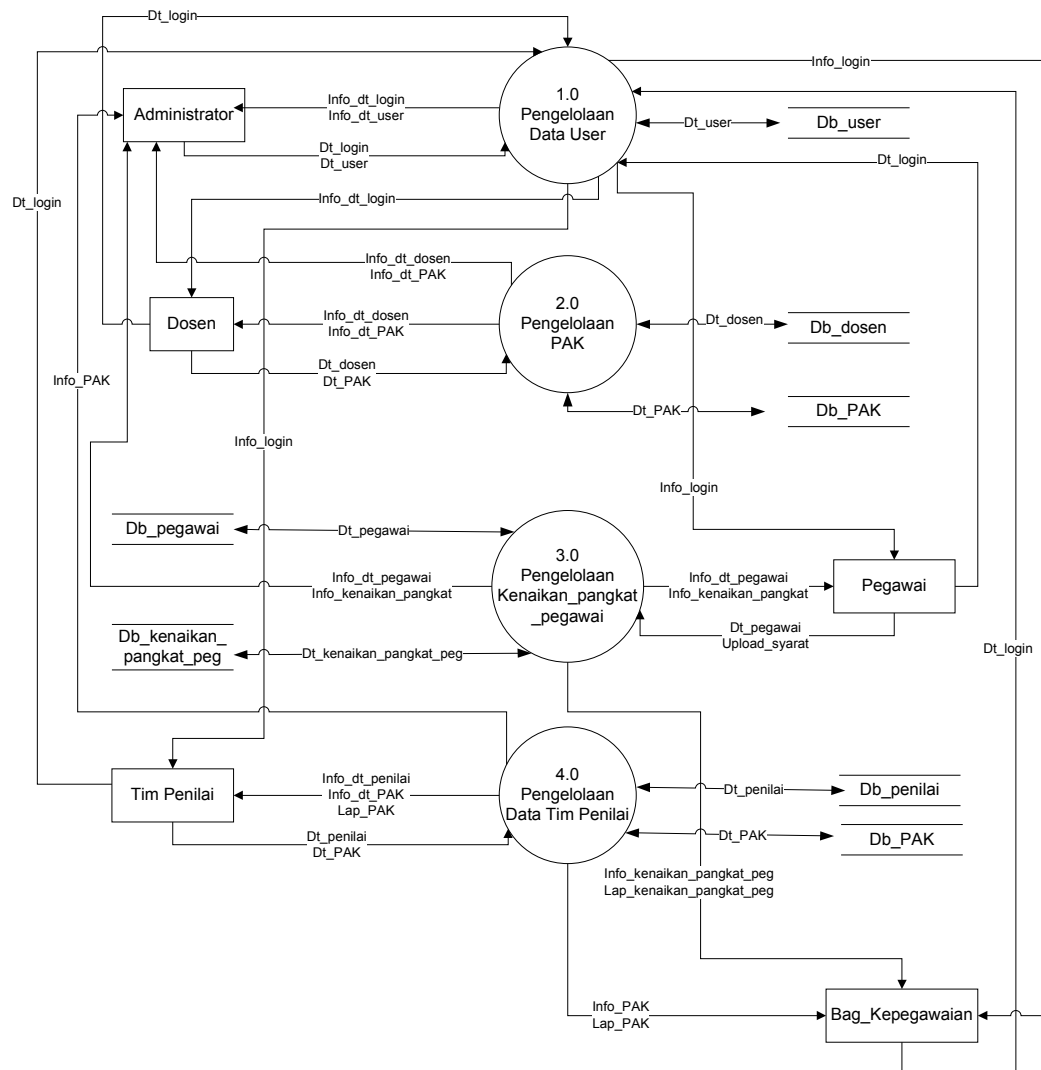 Dt_login
Info_login
1.0
Pengelolaan
Data User
Administrator
Info_dt_login
Info_dt_user
Dt_user
Db_user
Dt_login
Dt_user
Dt_login
Dt_login
Info_dt_login
Info_dt_dosen
Info_dt_PAK
2.0
Pengelolaan
PAK
Dosen
Info_dt_dosen
Info_dt_PAK
Dt_dosen
Db_dosen
Dt_dosen
Dt_PAK
Info_PAK
Dt_PAK
Db_PAK
Info_login
Info_login
Db_pegawai
Dt_pegawai
3.0
Pengelolaan
Kenaikan_pangkat
_pegawai
Info_dt_pegawai
Info_kenaikan_pangkat
Info_dt_pegawai
Info_kenaikan_pangkat
Pegawai
Dt_pegawai
Upload_syarat
Db_kenaikan_
pangkat_peg
Dt_kenaikan_pangkat_peg
Dt_login
4.0
Pengelolaan
Data Tim Penilai
Tim Penilai
Info_dt_penilai
Info_dt_PAK
Lap_PAK
Dt_penilai
Db_penilai
Dt_penilai
Dt_PAK
Dt_PAK
Db_PAK
Info_kenaikan_pangkat_peg
Lap_kenaikan_pangkat_peg
Info_PAK
Lap_PAK
Bag_Kepegawaian